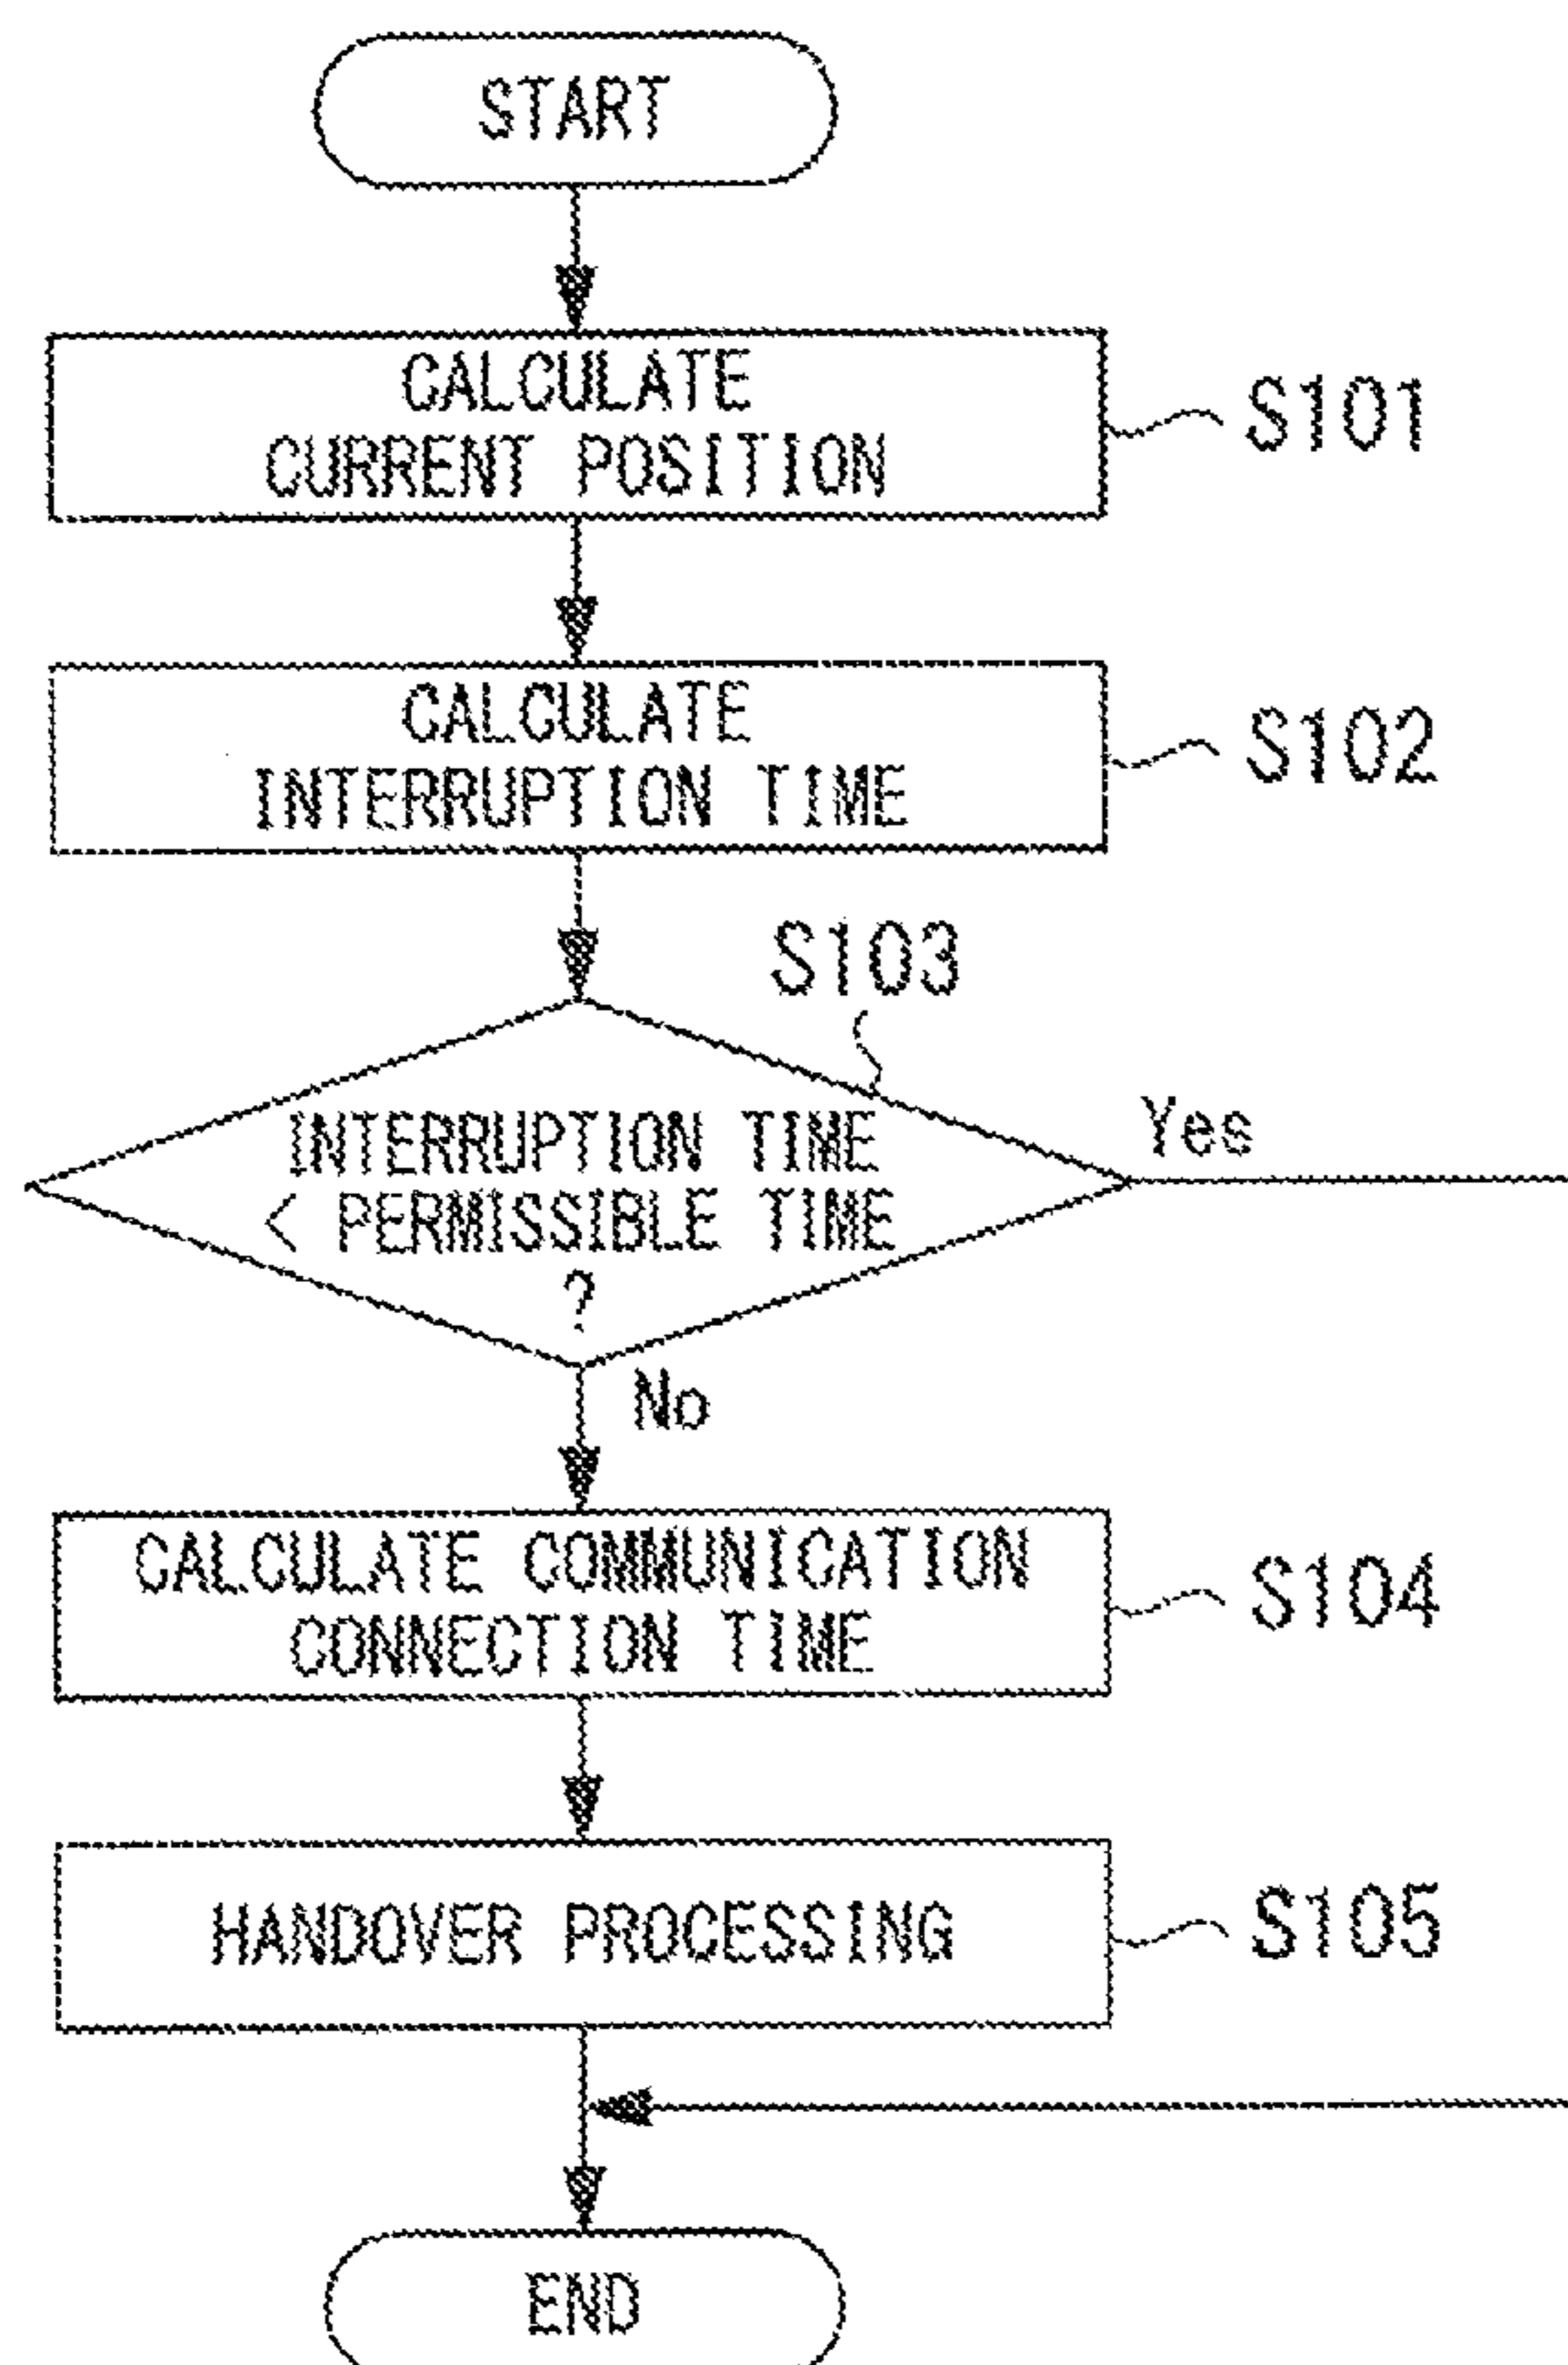 START
CALCULATE
CURRENT POSITION
S101
CALCULATE
INTERRUPTION TIME
S102
S103
INTERRUPTION TIME
< PERMISSIBLE TIME
?
Yes
No
CALCULATE COMMUNICATION
CONNECTION TIME
S104
HANDOVER PROCESSING
S105
END